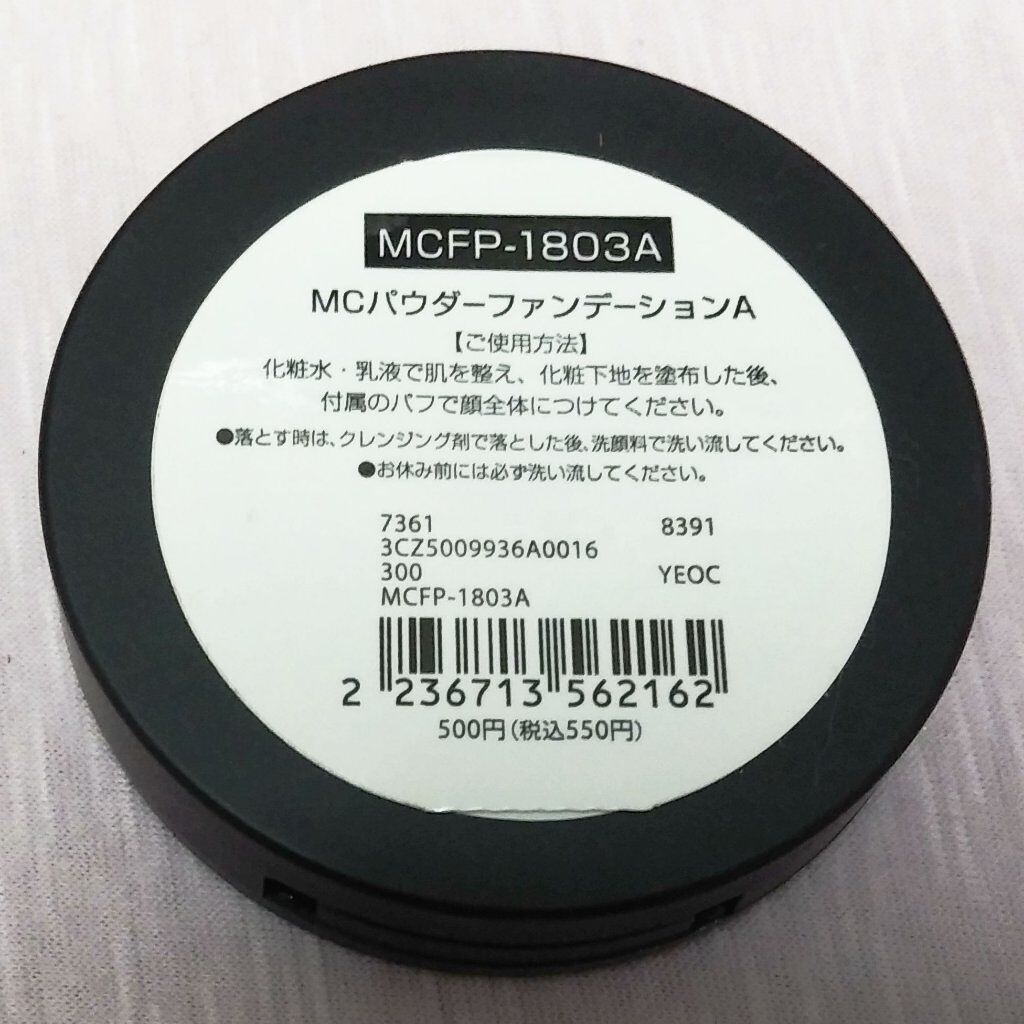 MCFP-1803A
MCパウダーファンデーションA
【ご使用方法】
化粧水・乳液で肌を整え、化粧下地を塗布した後、
付属のパフで顔全体につけてください。
●落とす時は、クレンジング剤で落とした後、洗顔料で洗い流してください。
●お休み前には必ず洗い流してください。
7361 8391
3CZ5009936A0016
300 YEOC
MCFP-1803A
2 236713 562162
500円(税込550円)